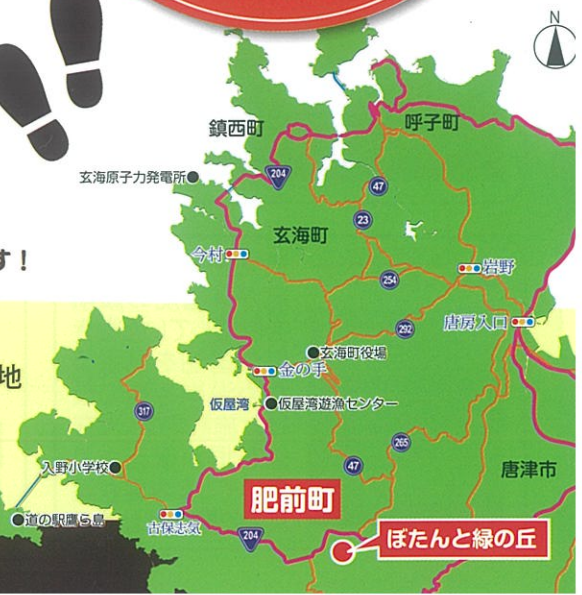 N
鎮西町
呼子町
204
玄海原子力発電所
47
23
玄海町
す！
今村
岩野
254
唐房入口
292
玄海町役場
地
金の手
仮屋湾
仮屋湾遊漁センター
317
265
入野小学校
47
唐津市
肥前町
道の駅鷹ら島
古保志気
204
ぼたんと緑の丘